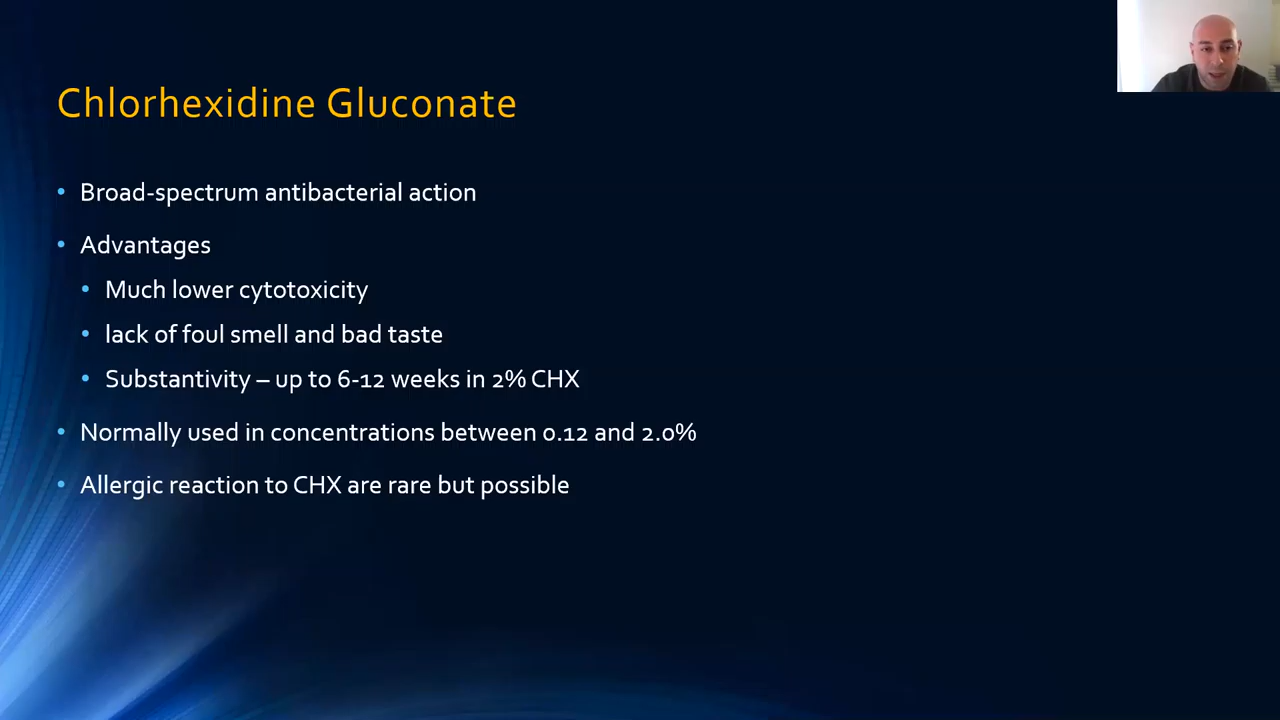 Chlorhexidine Gluconate
• Broad-spectrum antibacterial action
• Advantages
• Much lower cytotoxicity
• lack of foul smell and bad taste
• Substantivity – up to 6-12 weeks in 2% CHX
• Normally used in concentrations between 0.12 and 2.0%
• Allergic reaction to CHX are rare but possible